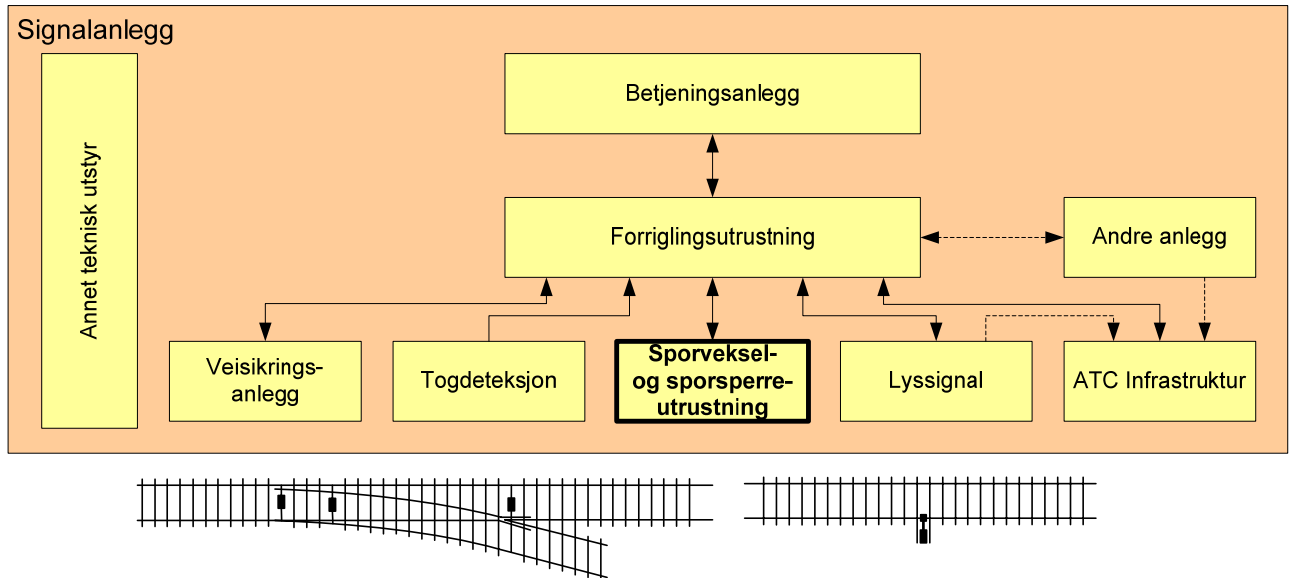 Signalanlegg
Annet teknisk utstyr
Betjeningsanlegg
Forriglingsutrustning
Andre anlegg
Veisikrings-
anlegg
Togdeteksjon
Sporveksel-
og sporsperre-
utrustning
Lyssignal
ATC Infrastruktur